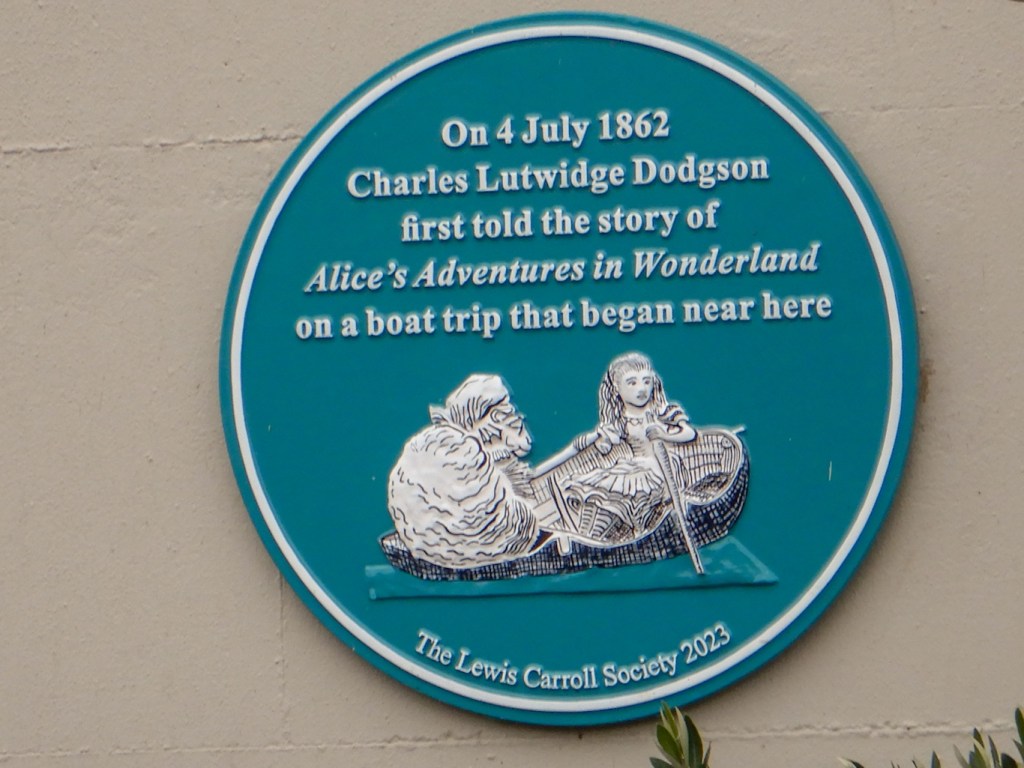 On 4 July 1862
Charles Lutwidge Dodgson
first told the story of
Alice's Adventures in Wonderland
on a boat trip that began near here
The Lewis Carroll Society 2023